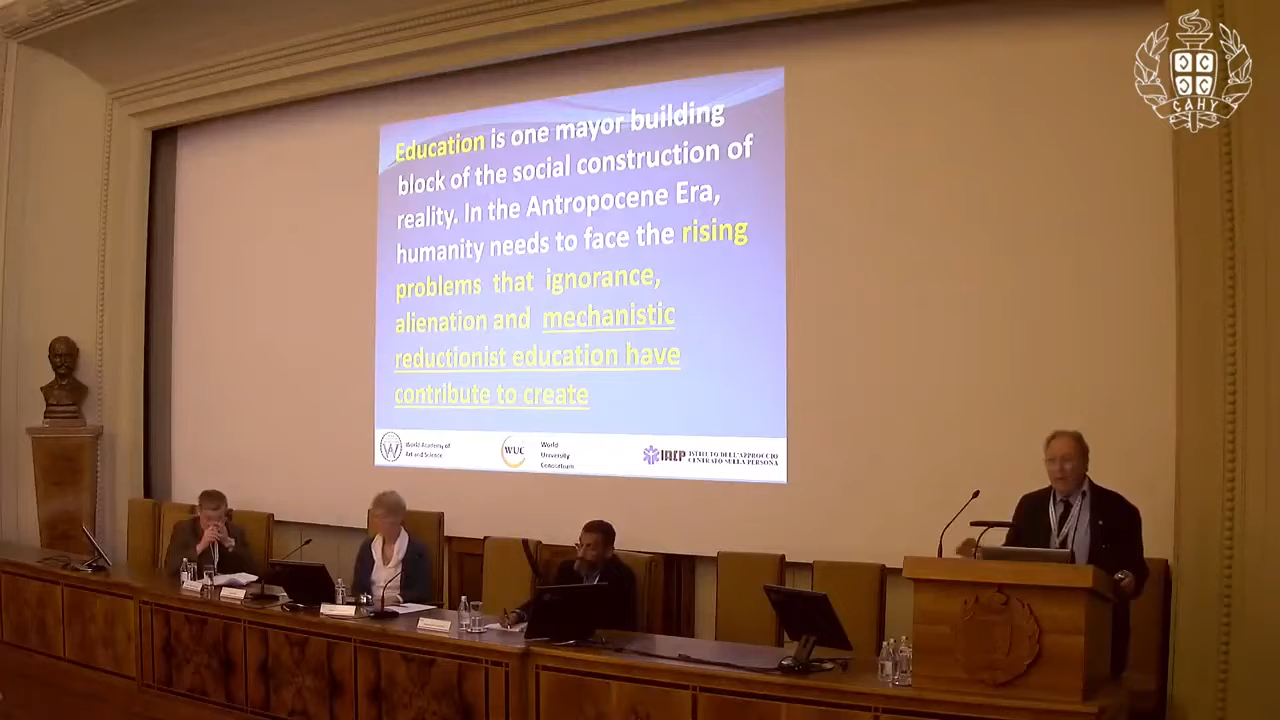 Education is one mayor building
block of the social construction of
reality. In the Antropocene Era,
humanity needs to face the rising
problems that ignorance,
alienation and mechanistic
reductionist education have
contribute to create
World Academy of
Art and Science
WUC
World
University
Consortium
IACP
ISTITUTO DELL'APPROCCIO
CENTRATO SULLA PERSONA
САНУ